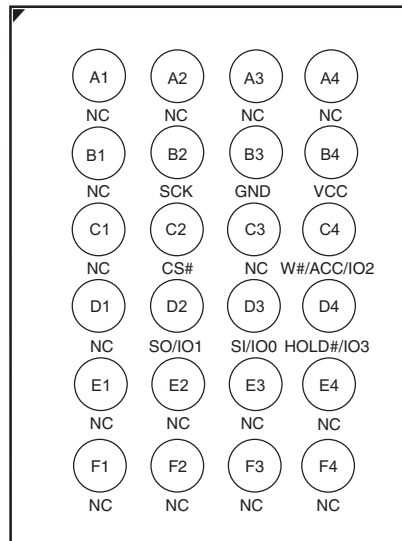 A1 A2 A3 A4
NC NC NC NC
B1 B2 B3 B4
NC SCK GND VCC
C1 C2 C3 C4
NC CS# NC W#/ACC/IO2
D1 D2 D3 D4
NC SO/IO1 SI/IO0 HOLD#/IO3
E1 E2 E3 E4
NC NC NC NC
F1 F2 F3 F4
NC NC NC NC